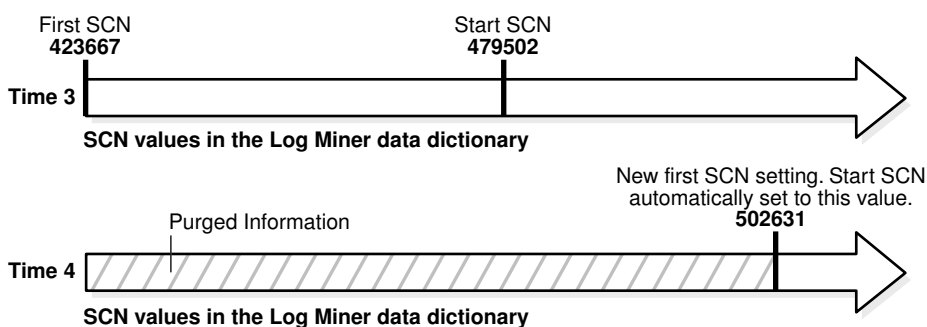 First SCN
423667
Start SCN
479502
Time 3
SCN values in the Log Miner data dictionary
New first SCN setting. Start SCN
automatically set to this value.
502631
Purged Information
Time 4
SCN values in the Log Miner data dictionary